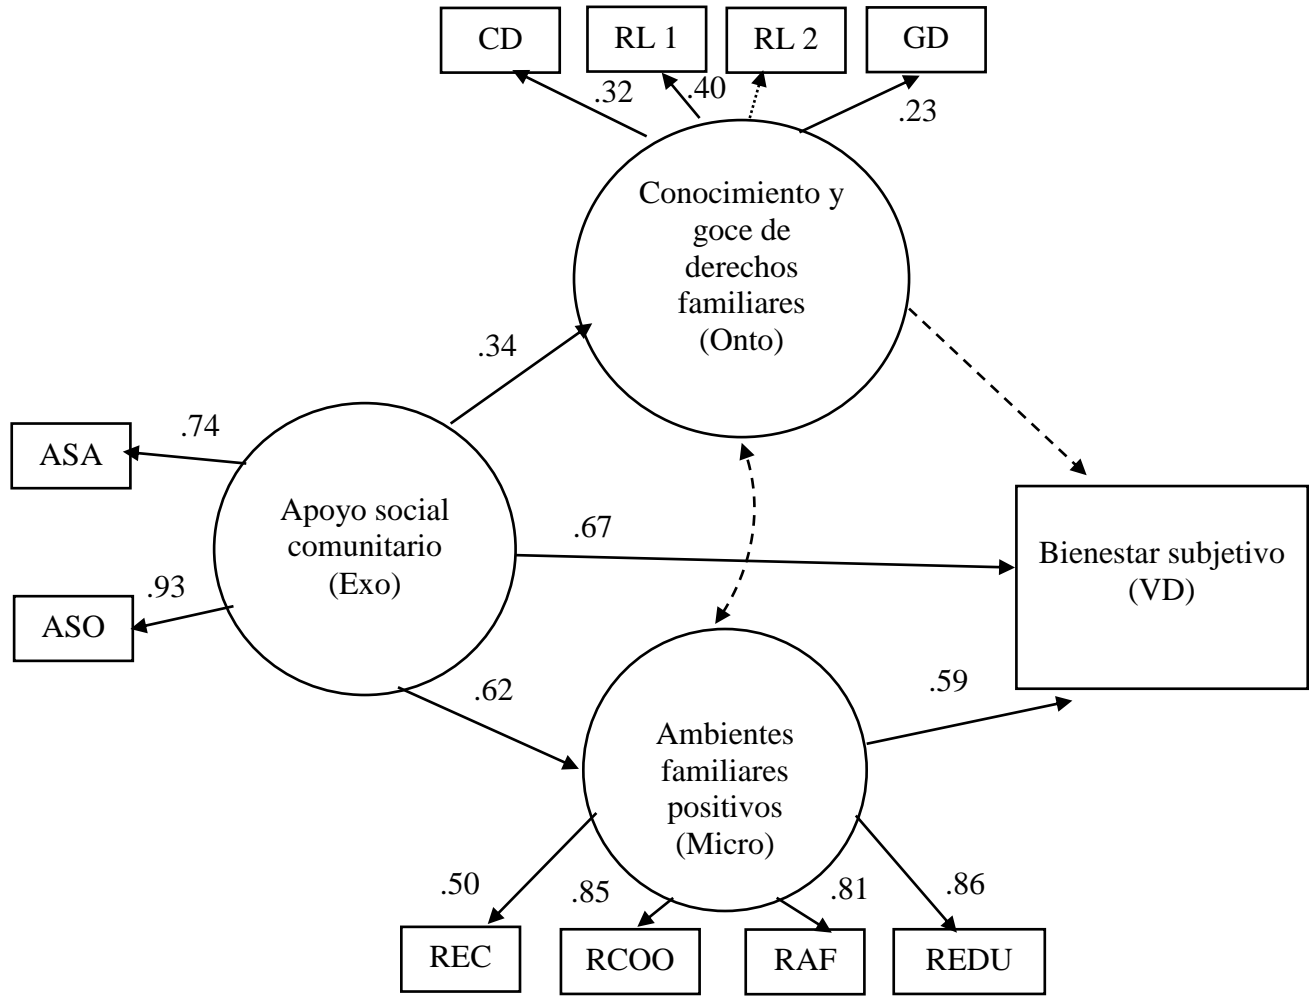 CD
RL 1
RL 2
GD
.32
.40
.23
Conocimiento y
goce de
derechos
familiares
(Onto)
.34
.74
ASA
Apoyo social
comunitario
(Exo)
.67
Bienestar subjetivo
(VD)
.93
ASO
.62
.59
Ambientes
familiares
positivos
(Micro)
.50
.85
.81
.86
REC
RCOO
RAF
REDU